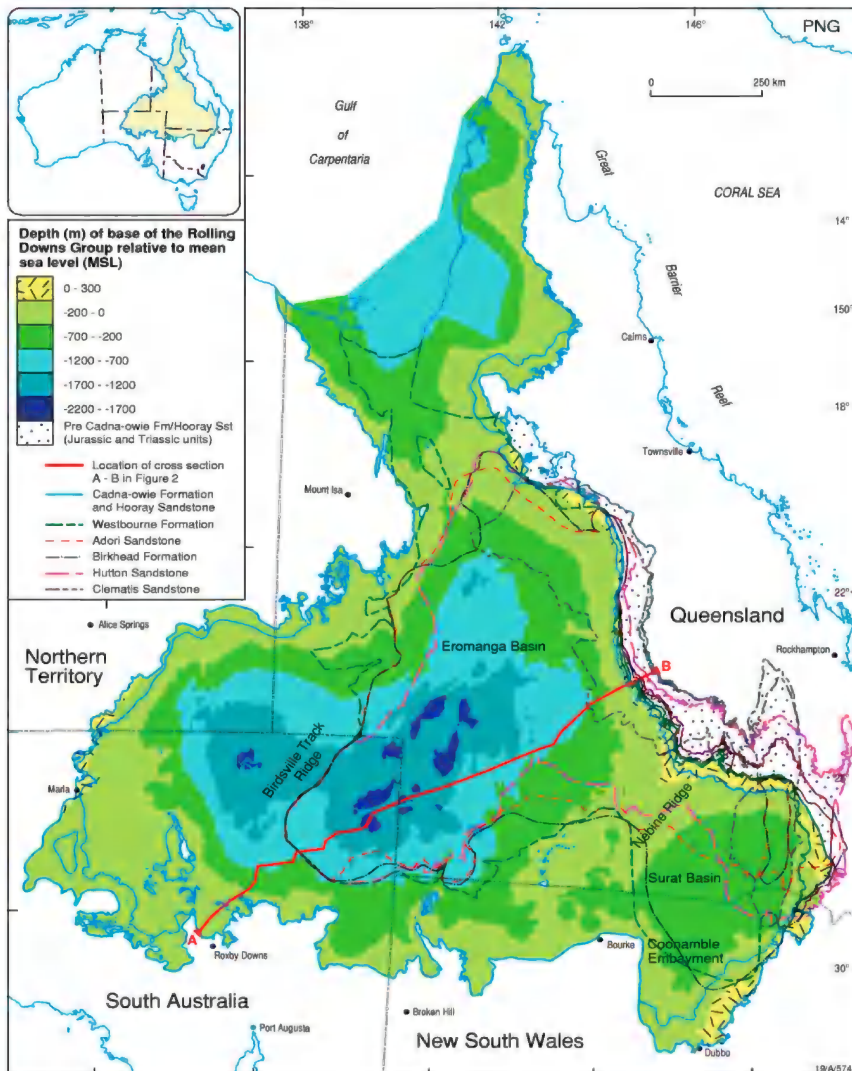 138°
142°
146°
PNG
0
250 km
Gulf
of
Carpentaria
Great
Barrier
Reef
CORAL SEA
14°
15°
18°
22°
30°
Cairns
Townsville
Mount Isa
Depth (m) of base of the Rolling
Downs Group relative to mean
sea level (MSL)
0 - 300
-200 - 0
-700 - -200
-1200 - -700
-1700 - -1200
-2200 - -1700
Pre Cadna-owie Fm/Hooray Sst
(Jurassic and Triassic units)
Location of cross section
A - B in Figure 2
Cadna-owie Formation
and Hooray Sandstone
Westbourne Formation
Adori Sandstone
Birkhead Formation
Hutton Sandstone
Clematis Sandstone
Alice Springs
Northern
Territory
Queensland
Rockhampton
Eromanga Basin
B
Birdsville Track
Ridge
Marla
Nebine Ridge
Surat Basin
Coonamble
Embayment
A
Roxby Downs
Bourke
South Australia
Port Augusta
Broken Hill
New South Wales
Dubbo
19/A/574